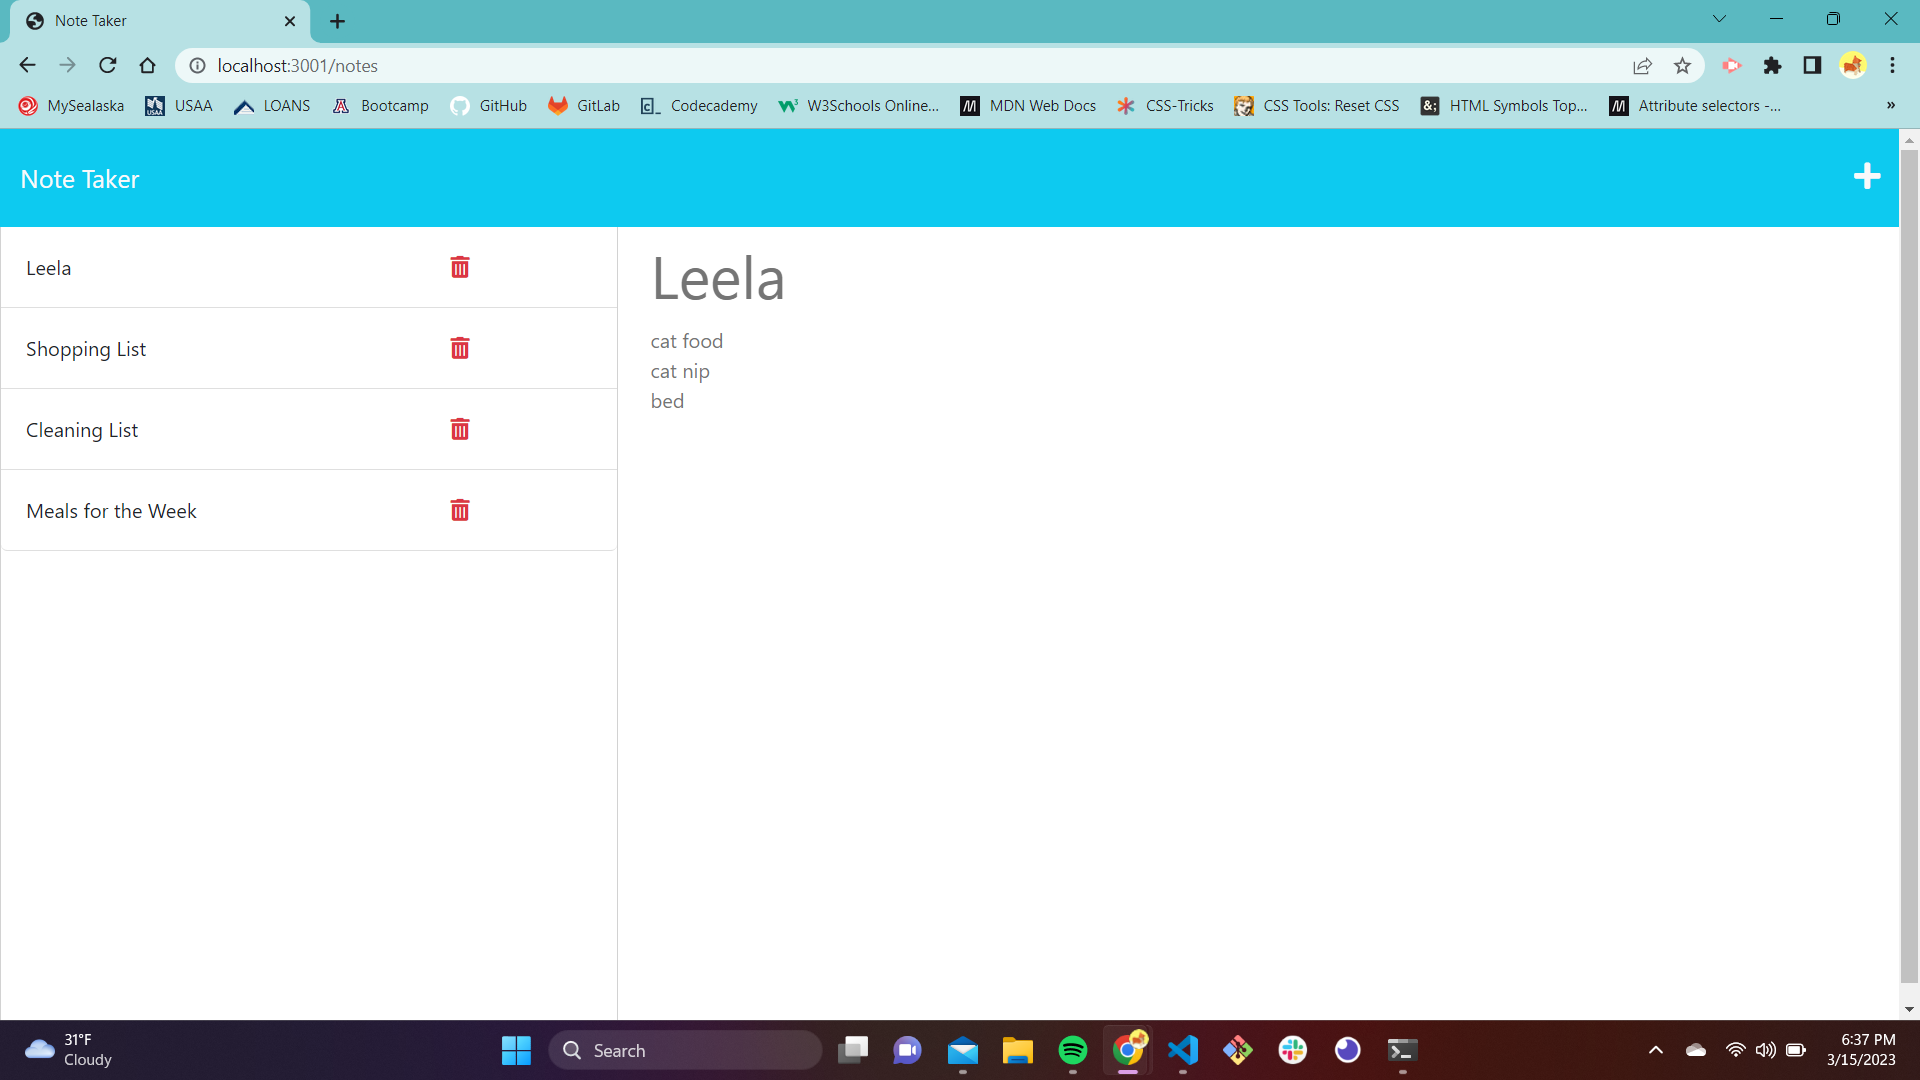 Note Taker
localhost:3001/notes
MySealaska USAA LOANS Bootcamp GitHub GitLab Codecademy W3Schools Online... MDN Web Docs CSS-Tricks CSS Tools: Reset CSS HTML Symbols Top... Attribute selectors -... »
Note Taker
Leela
Shopping List
Cleaning List
Meals for the Week
Leela
cat food
cat nip
bed
31°F
Cloudy
Search
6:37 PM
3/15/2023